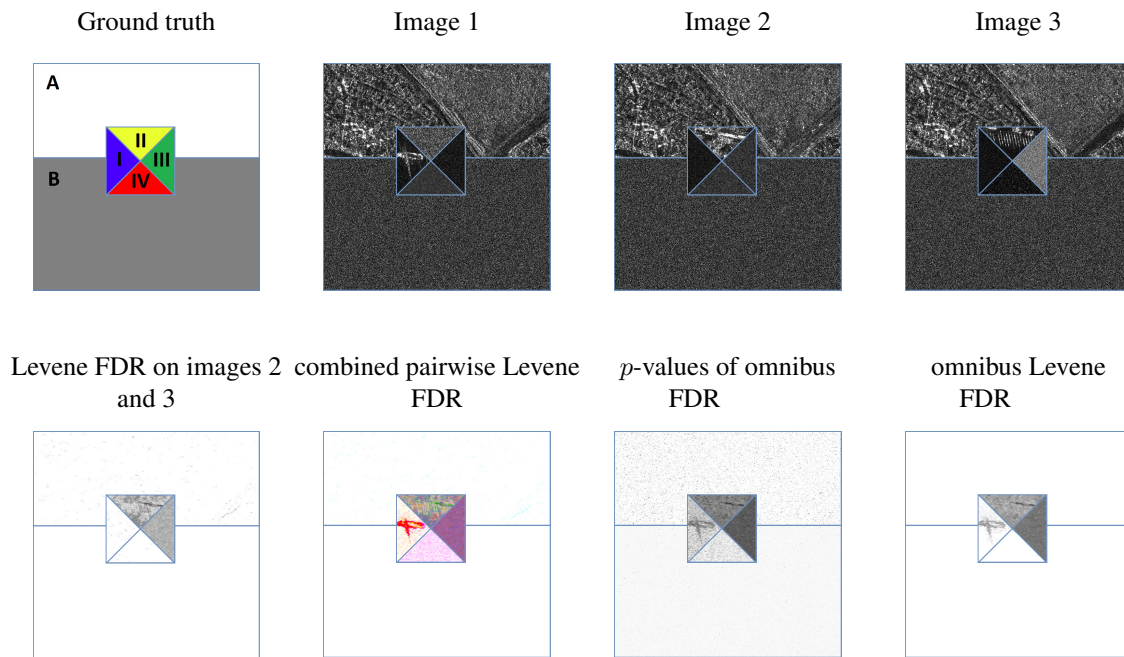 Ground truth
Image 1
Image 2
Image 3
A
II
I
III
B
IV
Levene FDR on images 2
and 3
combined pairwise Levene
FDR
p-values of omnibus
FDR
omnibus Levene
FDR